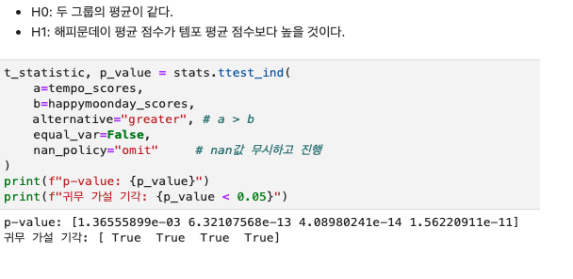 • H0: 두 그룹의 평균이 같다.
• H1: 해피문데이 평균 점수가 템포 평균 점수보다 높을 것이다.
t_statistic, p_value = stats.ttest_ind(
    a=tempo_scores,
    b=happymoonday_scores,
    alternative="greater", # a > b
    equal_var=False,
    nan_policy="omit"     # nan값 무시하고 진행
)
print(f"p-value: {p_value}")
print(f"귀무 가설 기각: {p_value < 0.05}")
p-value: [1.36555899e-03 6.32107568e-13 4.08980241e-14 1.56220911e-11]
귀무 가설 기각: [ True  True  True  True]